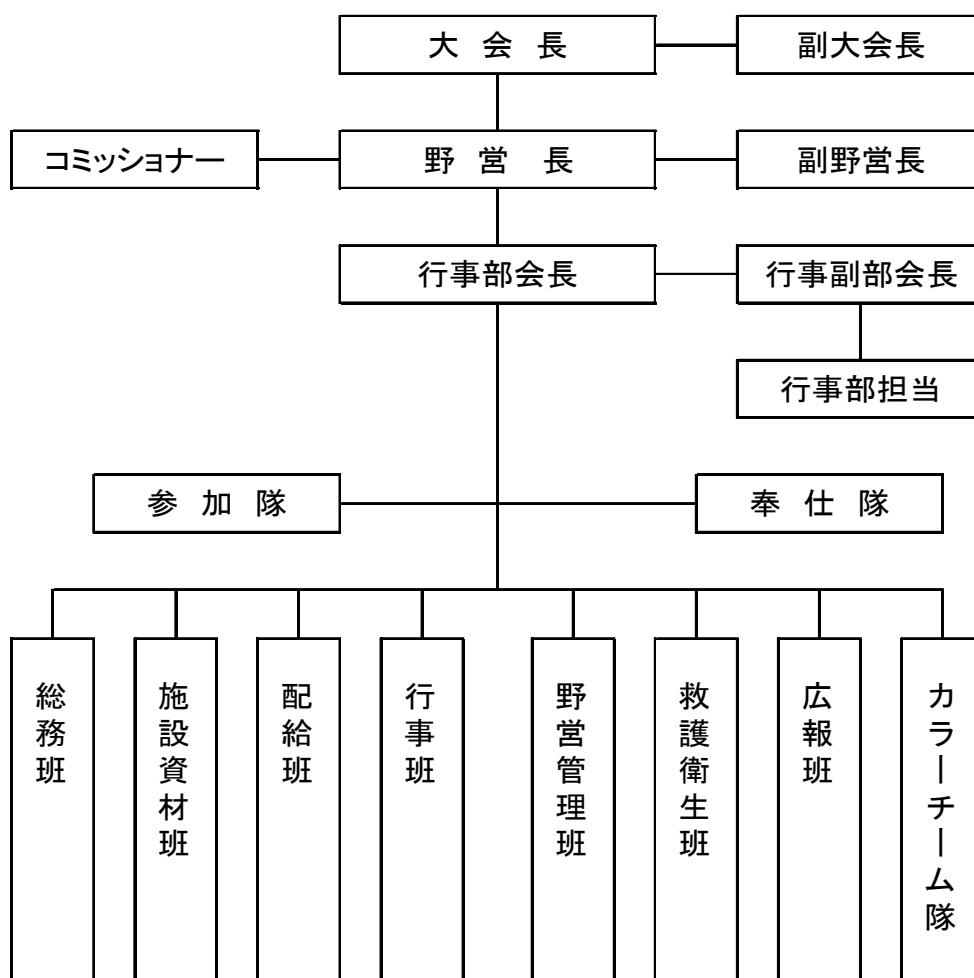 大会長
副大会長
コミッショナー
野営長
副野営長
行事部会長
行事副部会長
行事部担当
参加隊
奉仕隊
総務班
施設資材班
配給班
行事班
野営管理班
救護衛生班
広報班
カラーチーム隊